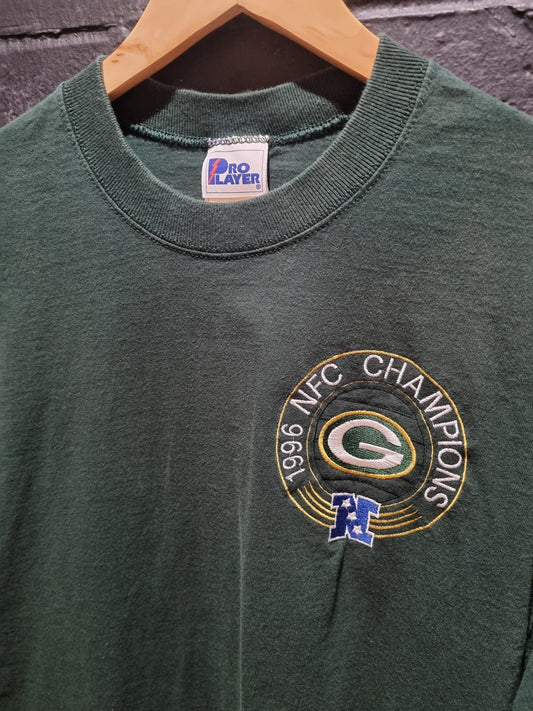 PRO
PLAYER
®
1996 NFC CHAMPIONS
G
N